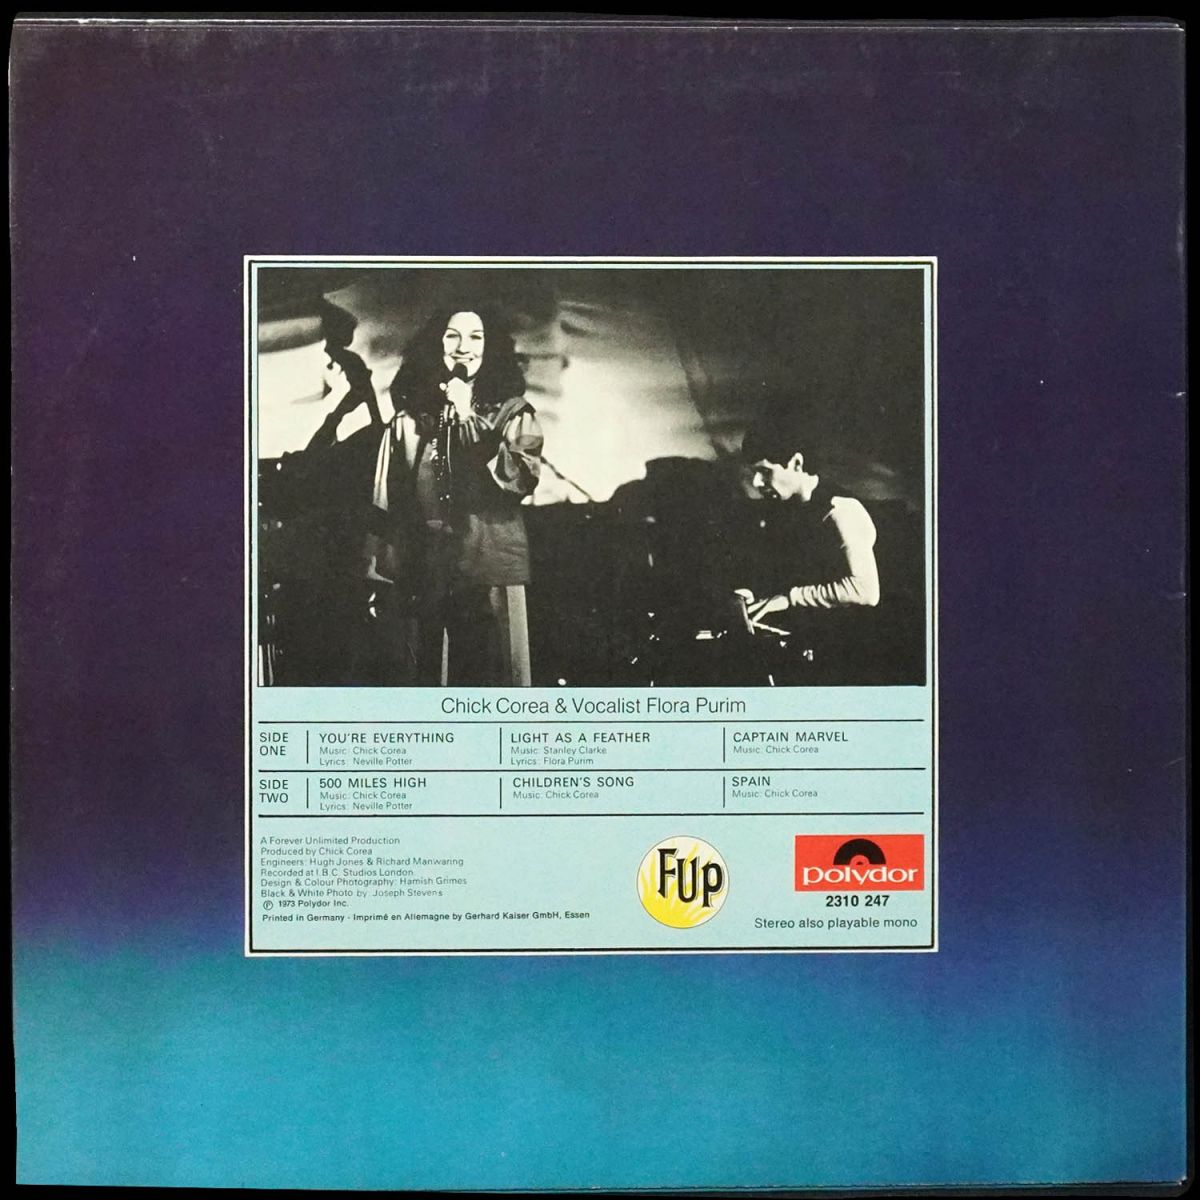 Chick Corea & Vocalist Flora Purim
SIDE ONE
YOU'RE EVERYTHING
Music: Chick Corea
Lyrics: Neville Potter
LIGHT AS A FEATHER
Music: Stanley Clarke
Lyrics: Flora Purim
CAPTAIN MARVEL
Music: Chick Corea
SIDE TWO
500 MILES HIGH
Music: Chick Corea
Lyrics: Neville Potter
CHILDREN'S SONG
Music: Chick Corea
SPAIN
Music: Chick Corea
A Forever Unlimited Production
Produced by Chick Corea
Engineers: Hugh Jones & Richard Manwaring
Recorded at I.B.C. Studios London
Design & Colour Photography: Hamish Grimes
Black & White Photo by: Joseph Stevens
℗ 1973 Polydor Inc.
Printed in Germany · Imprimé en Allemagne by Gerhard Kaiser GmbH, Essen
FUp
polydor
2310 247
Stereo also playable mono